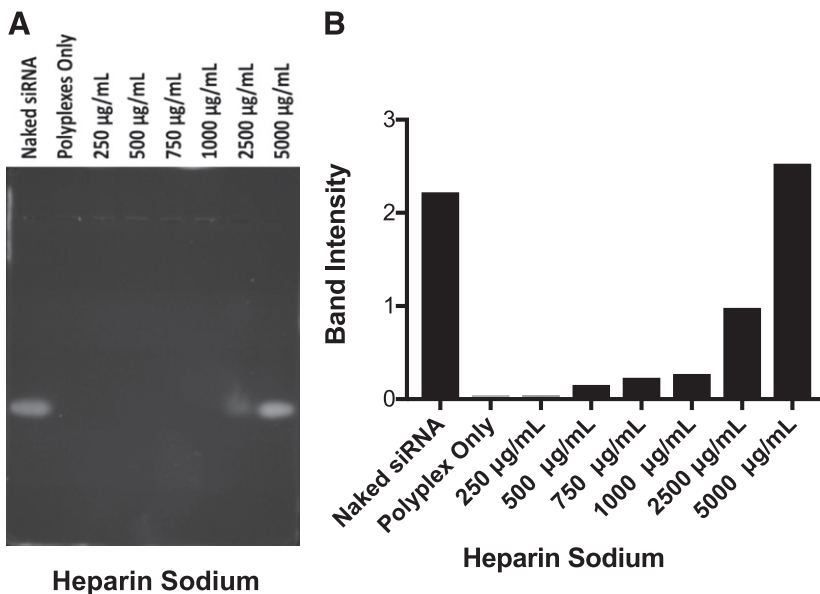 A
Naked siRNA
Polyplexes Only
250 µg/mL
500 µg/mL
750 µg/mL
1000 µg/mL
2500 µg/mL
5000 µg/mL
Heparin Sodium
B
Band Intensity
3
2
1
0
Naked siRNA
Polyplex Only
250 µg/mL
500 µg/mL
750 µg/mL
1000 µg/mL
2500 µg/mL
5000 µg/mL
Heparin Sodium